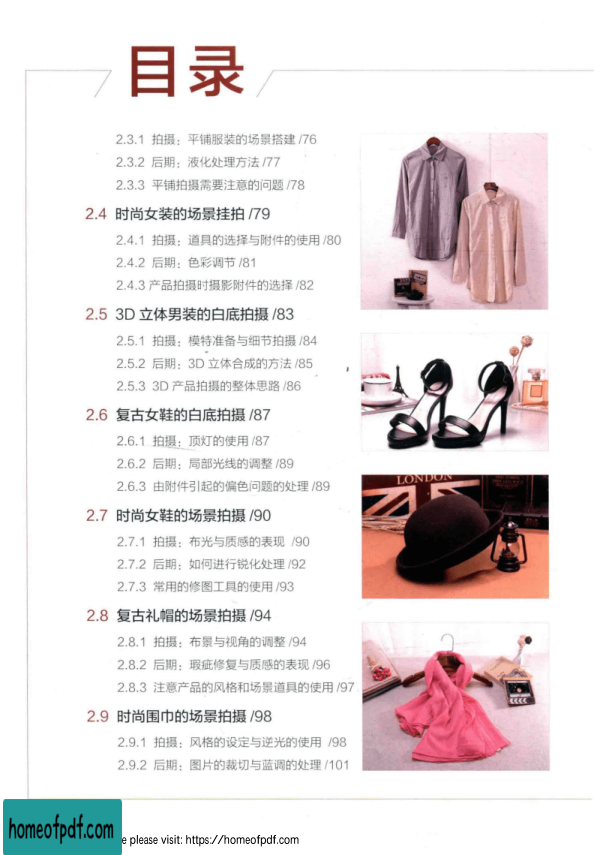 目录
2.3.1 拍摄：平铺服装的场景搭建 /76
2.3.2 后期：液化处理方法 /77
2.3.3 平铺拍摄需要注意的问题 /78
2.4 时尚女装的场景挂拍 /79
2.4.1 拍摄：道具的选择与附件的使用 /80
2.4.2 后期：色彩调节 /81
2.4.3 产品拍摄时摄影附件的选择 /82
2.5 3D 立体男装的白底拍摄 /83
2.5.1 拍摄：模特准备与细节拍摄 /84
2.5.2 后期：3D 立体合成的方法 /85
2.5.3 3D 产品拍摄的整体思路 /86
2.6 复古女鞋的白底拍摄 /87
2.6.1 拍摄：顶灯的使用 /87
2.6.2 后期：局部光线的调整 /89
2.6.3 由附件引起的偏色问题的处理 /89
2.7 时尚女鞋的场景拍摄 /90
2.7.1 拍摄：布光与质感的表现 /90
2.7.2 后期：如何进行锐化处理 /92
2.7.3 常用的修图工具的使用 /93
2.8 复古礼帽的场景拍摄 /94
2.8.1 拍摄：布景与视角的调整 /94
2.8.2 后期：瑕疵修复与质感的表现 /96
2.8.3 注意产品的风格和场景道具的使用 /97
2.9 时尚围巾的场景拍摄 /98
2.9.1 拍摄：风格的设定与逆光的使用 /98
2.9.2 后期：图片的裁切与蓝调的处理 /101
LONDON
homeofpdf.com
e please visit: https://homeofpdf.com